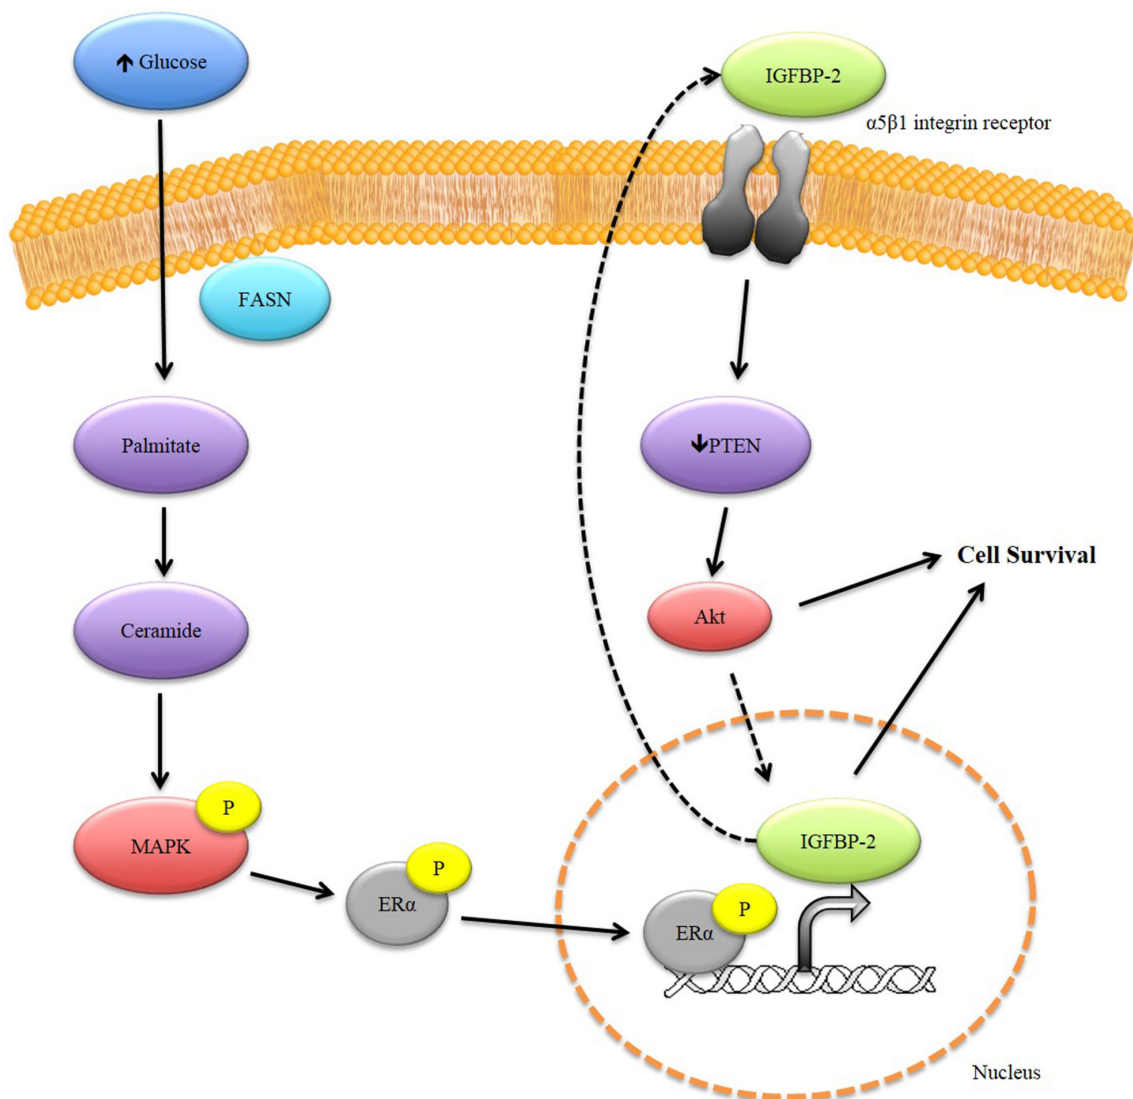 🡹 Glucose
IGFBP-2
α5β1 integrin receptor
FASN
Palmitate
🡻PTEN
Cell Survival
Ceramide
Akt
P
MAPK
IGFBP-2
P
ERα
P
ERα
Nucleus